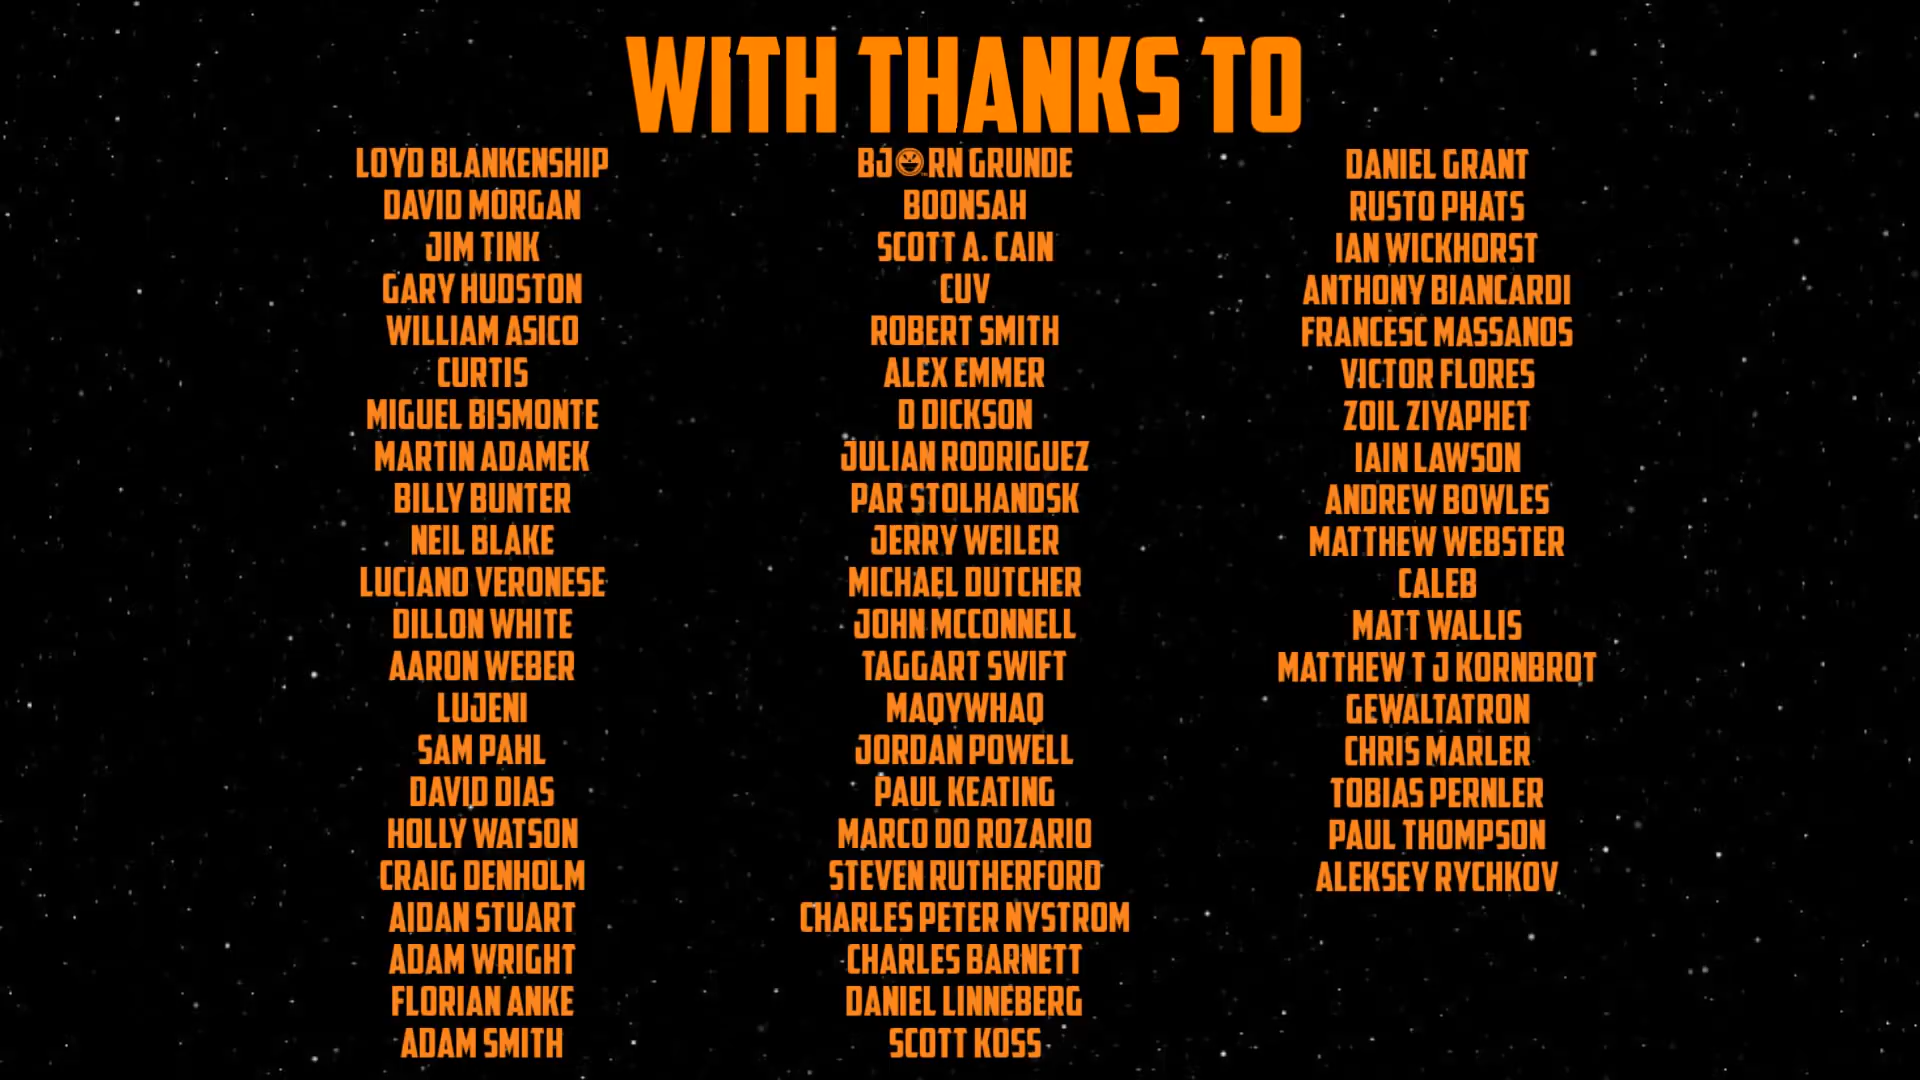 WITH THANKS TO
LOYD BLANKENSHIP
DAVID MORGAN
JIM TINK
GARY HUDSTON
WILLIAM ASICO
CURTIS
MIGUEL BISMONTE
MARTIN ADAMEK
BILLY BUNTER
NEIL BLAKE
LUCIANO VERONESE
DILLON WHITE
AARON WEBER
LUJENI
SAM PAHL
DAVID DIAS
HOLLY WATSON
CRAIG DENHOLM
AIDAN STUART
ADAM WRIGHT
FLORIAN ANKE
ADAM SMITH
BJRN GRUNDE
BOONSAH
SCOTT A. CAIN
CUV
ROBERT SMITH
ALEX EMMER
D DICKSON
JULIAN RODRIGUEZ
PAR STOLHANDSK
JERRY WEILER
MICHAEL DUTCHER
JOHN MCCONNELL
TAGGART SWIFT
MAQYWHAQ
JORDAN POWELL
PAUL KEATING
MARCO DO ROZARIO
STEVEN RUTHERFORD
CHARLES PETER NYSTROM
CHARLES BARNETT
DANIEL LINNEBERG
SCOTT KOSS
DANIEL GRANT
RUSTO PHATS
IAN WICKHORST
ANTHONY BIANCARDI
FRANCESC MASSANOS
VICTOR FLORES
ZOIL ZIYAPHET
IAIN LAWSON
ANDREW BOWLES
MATTHEW WEBSTER
CALEB
MATT WALLIS
MATTHEW T J KORNBROT
GEWALTATRON
CHRIS MARLER
TOBIAS PERNLER
PAUL THOMPSON
ALEKSEY RYCHKOV